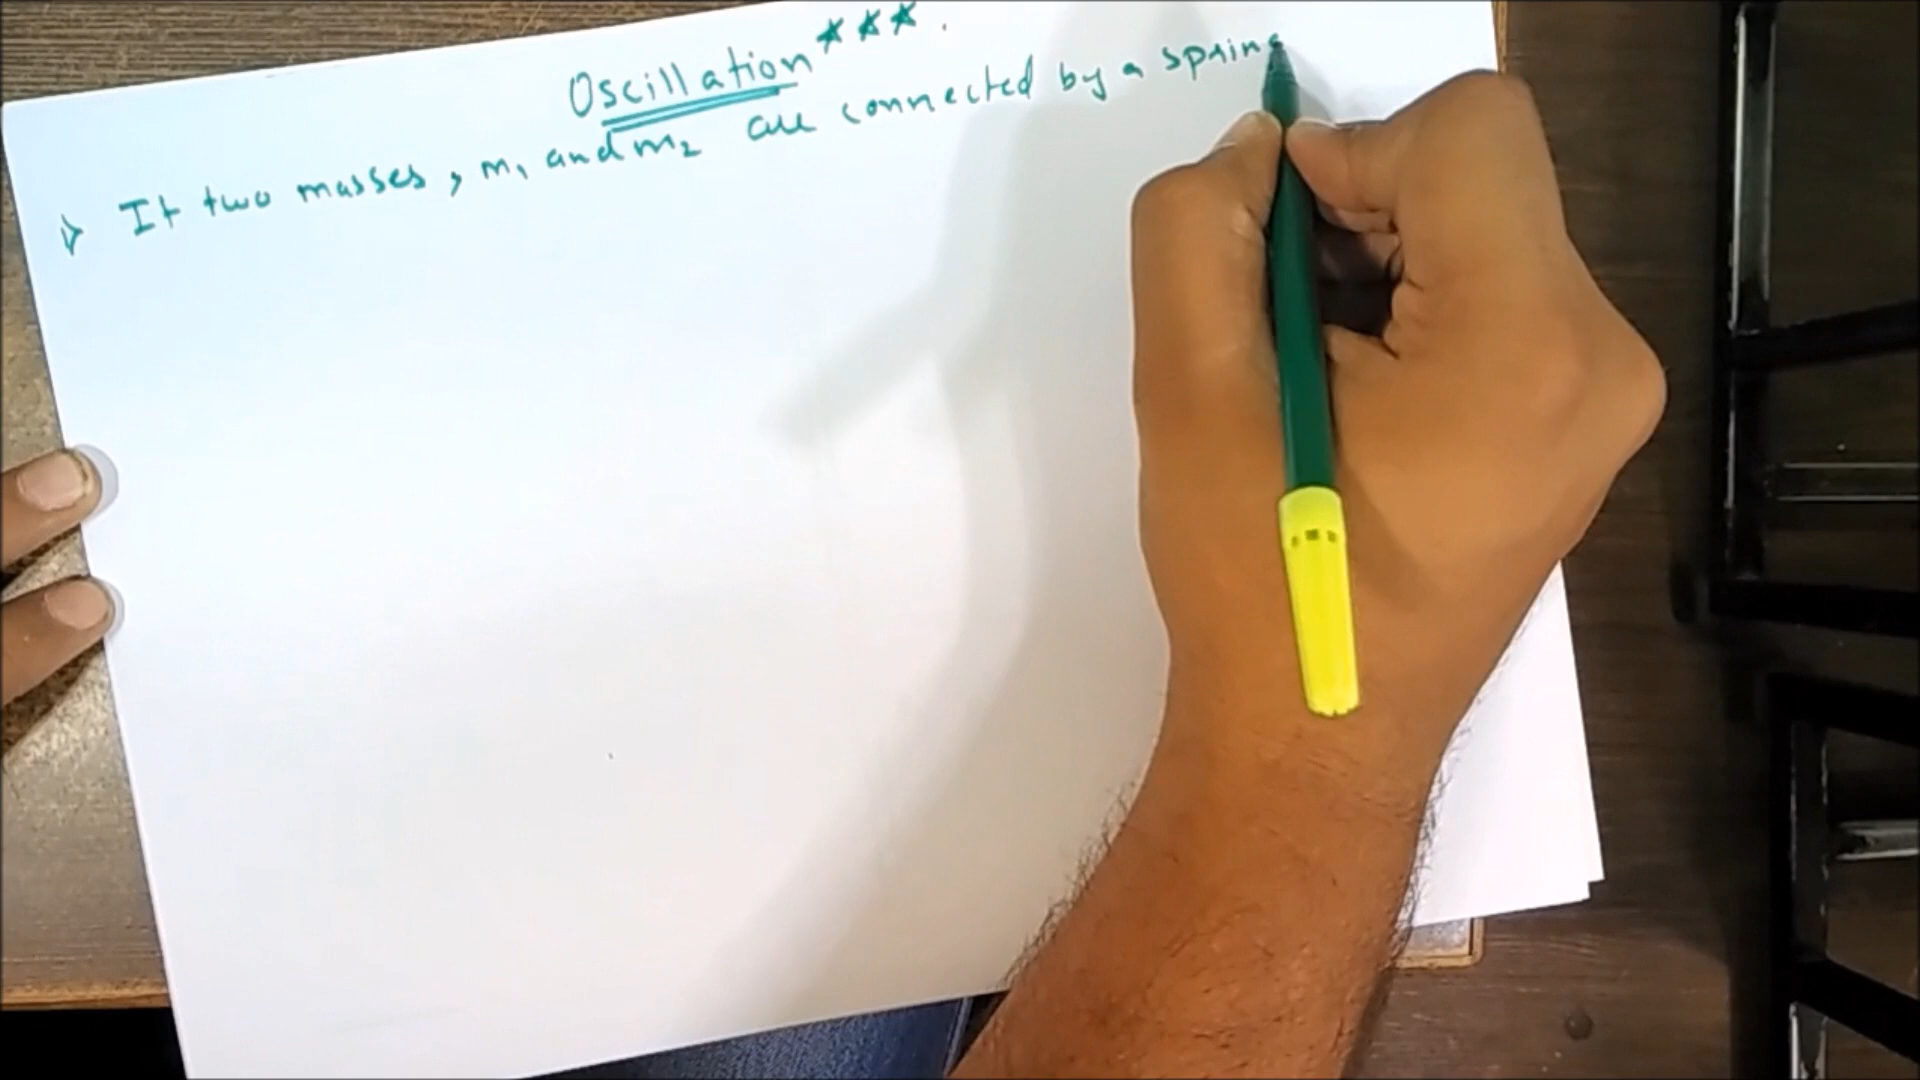 Oscillation ***.
If two masses, m₁ and m₂ are connected by a spring